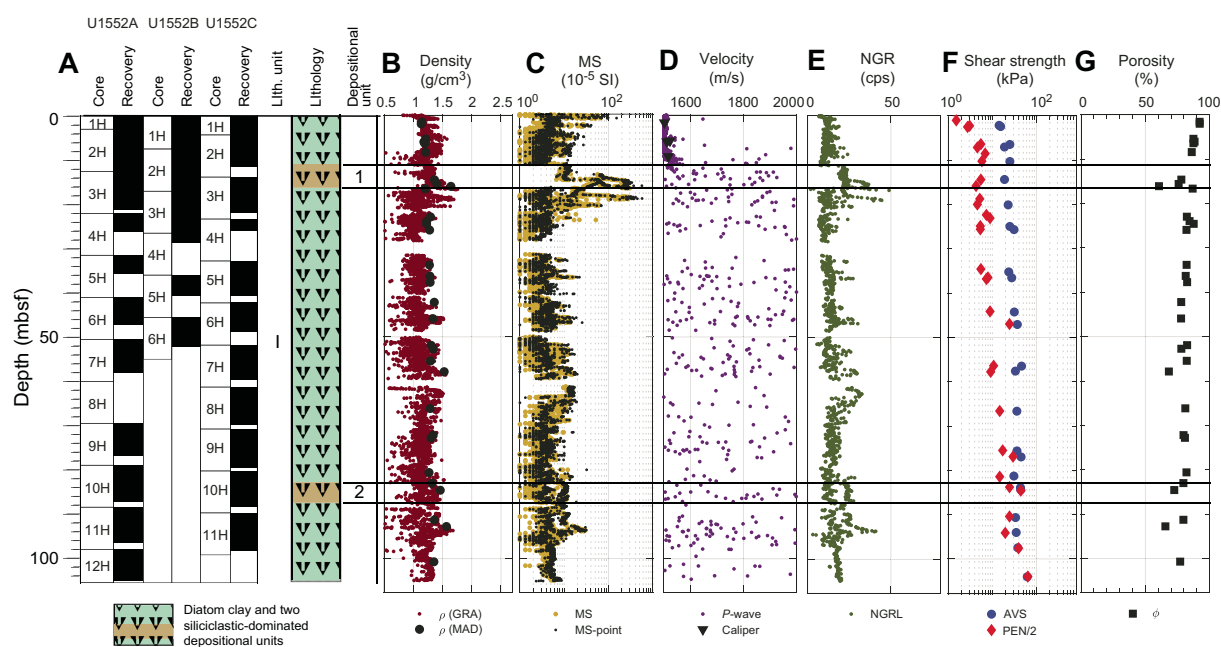 U1552A U1552B U1552C
A
Core
Recovery
Core
Recovery
Core
Recovery
Lith. unit
Lithology
Depositional
unit
B Density
(g/cm³)
0.5 1 1.5 2 2.5
C MS
(10⁻⁵ SI)
10⁰ 10²
D Velocity
(m/s)
1600 1800 2000
E NGR
(cps)
0 50
F Shear strength
(kPa)
10⁰ 10²
G Porosity
(%)
0 50 100
Depth (mbsf)
0
50
100
1H
2H
3H
4H
5H
6H
7H
8H
9H
10H
11H
12H
1H
2H
3H
4H
5H
6H
1H
2H
3H
4H
5H
6H
7H
8H
9H
10H
11H
I
1
2
Diatom clay and two
siliciclastic-dominated
depositional units
ρ (GRA)
ρ (MAD)
MS
MS-point
P-wave
Caliper
NGRL
AVS
PEN/2
ϕ